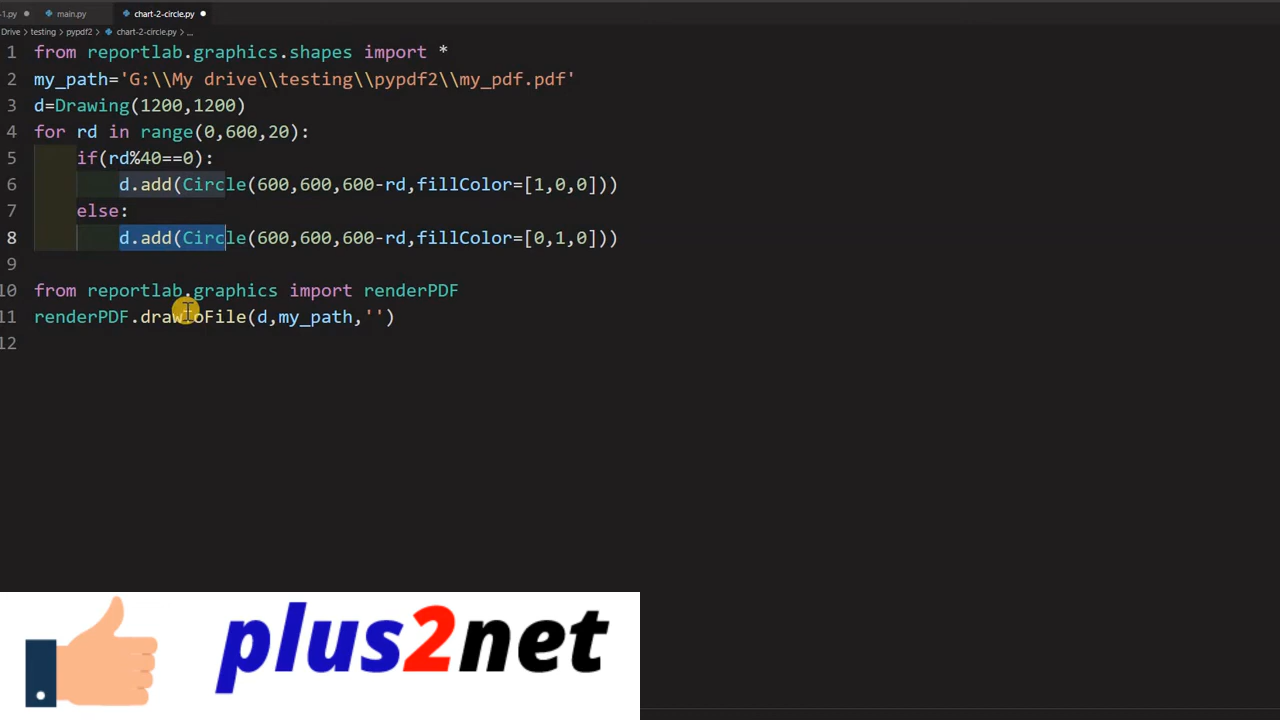 -1.py main.py chart-2-circle.py
Drive > testing > pypdf2 > chart-2-circle.py > ...
1 from reportlab.graphics.shapes import *
2 my_path='G:\\My drive\\testing\\pypdf2\\my_pdf.pdf'
3 d=Drawing(1200,1200)
4 for rd in range(0,600,20):
5 if(rd%40==0):
6 d.add(Circle(600,600,600-rd,fillColor=[1,0,0]))
7 else:
8 d.add(Circle(600,600,600-rd,fillColor=[0,1,0]))
9
10 from reportlab.graphics import renderPDF
11 renderPDF.drawToFile(d,my_path,'')
12
plus2net